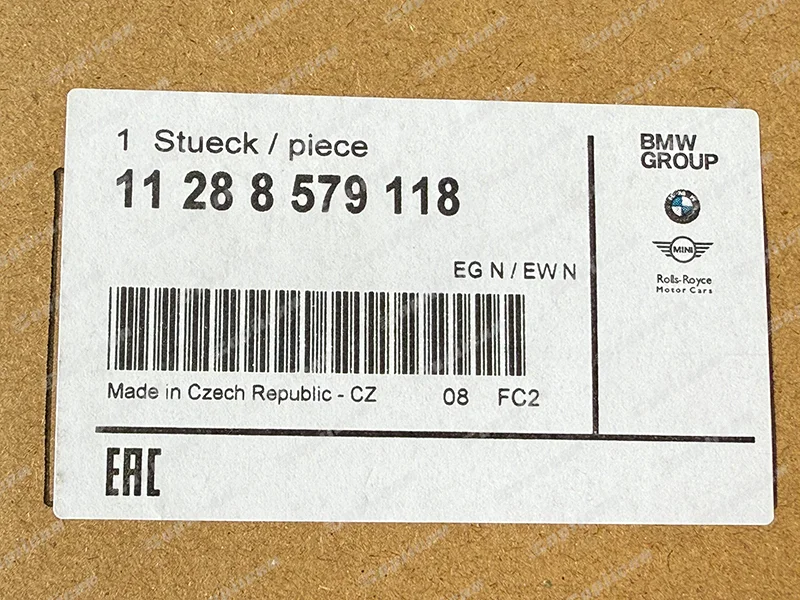 1 Stueck / piece
11 28 8 579 118
EG N / EW N
Made in Czech Republic - CZ 08 FC2
EAC
BMW
GROUP
BMW
MINI
Rolls-Royce
Motor Cars